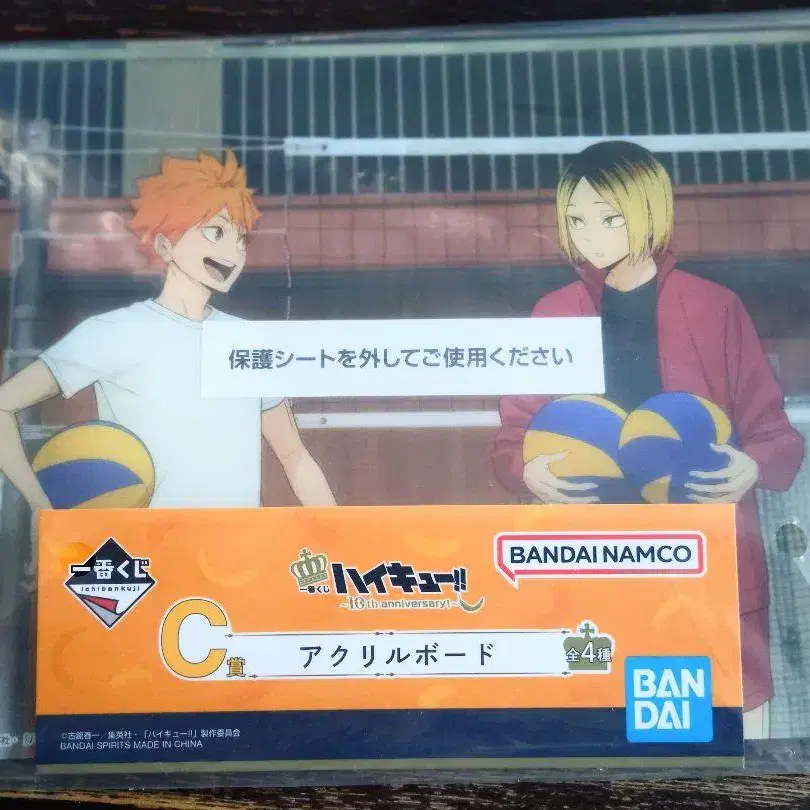 保護シートを外してご使用ください
一番くじ
ichibankuji
一番くじ
ハイキュー!!
~10th anniversary!~
BANDAI NAMCO
C賞
アクリルボード
全4種
BAN
DAI
©古舘春一/集英社・「ハイキュー!!」製作委員会
BANDAI SPIRITS MADE IN CHINA